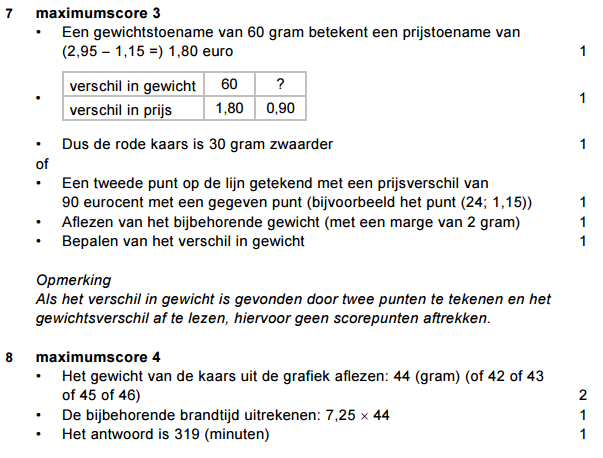 7 maximumscore 3
• Een gewichtstoename van 60 gram betekent een prijstoename van
(2,95 – 1,15 =) 1,80 euro 1
verschil in gewicht 60 ?
• 1
verschil in prijs 1,80 0,90
• Dus de rode kaars is 30 gram zwaarder 1
of
• Een tweede punt op de lijn getekend met een prijsverschil van
90 eurocent met een gegeven punt (bijvoorbeeld het punt (24; 1,15)) 1
• Aflezen van het bijbehorende gewicht (met een marge van 2 gram) 1
• Bepalen van het verschil in gewicht 1
Opmerking
Als het verschil in gewicht is gevonden door twee punten te tekenen en het
gewichtsverschil af te lezen, hiervoor geen scorepunten aftrekken.
8 maximumscore 4
• Het gewicht van de kaars uit de grafiek aflezen: 44 (gram) (of 42 of 43
of 45 of 46) 2
• De bijbehorende brandtijd uitrekenen: 7,25 × 44 1
• Het antwoord is 319 (minuten) 1